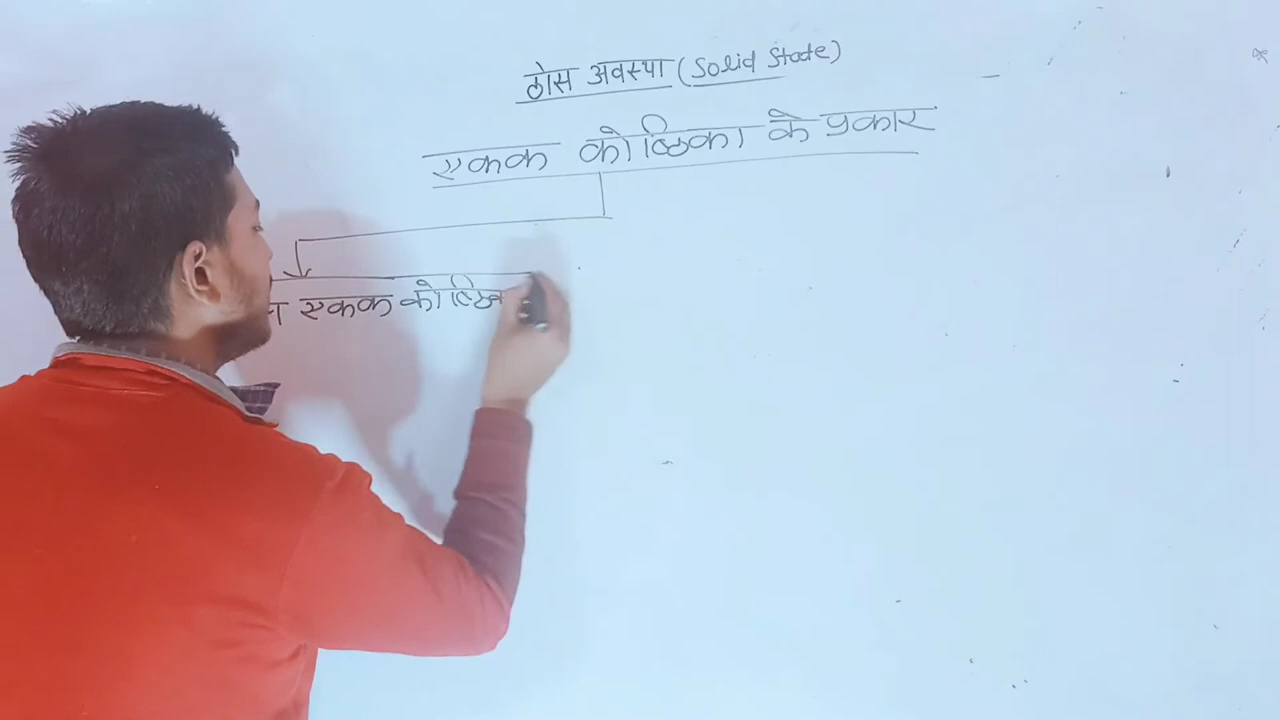 ठोस अवस्था (Solid State)
एकक कोष्ठिका के प्रकार
एकक